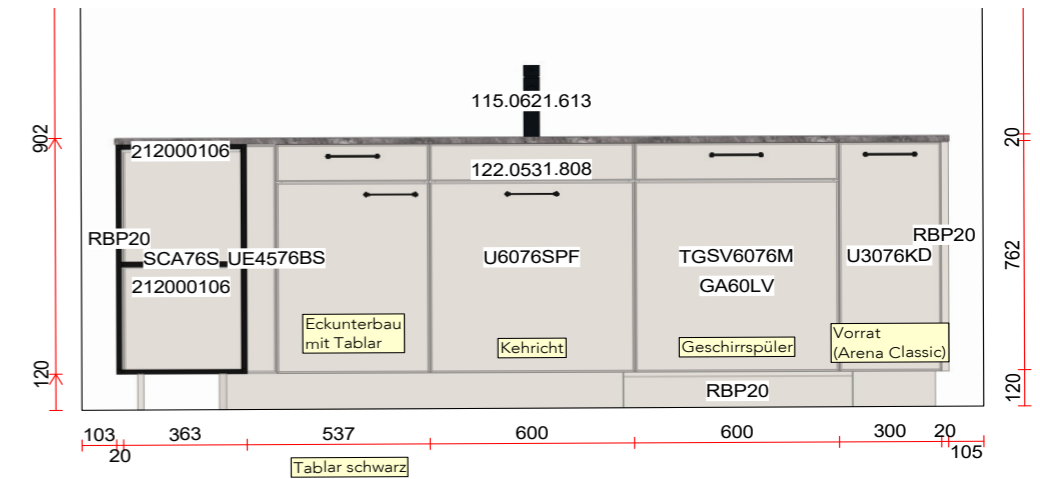 115.0621.613
902
20
212000106
122.0531.808
RBP20
SCA76S
UE4576BS
U6076SPF
TGSV6076M
GA60LV
U3076KD
RBP20
762
212000106
Eckunterbau
mit Tablar
Kehricht
Geschirrspüler
Vorrat
(Arena Classic)
120
RBP20
120
103
20
363
537
600
600
300
20
105
Tablar schwarz